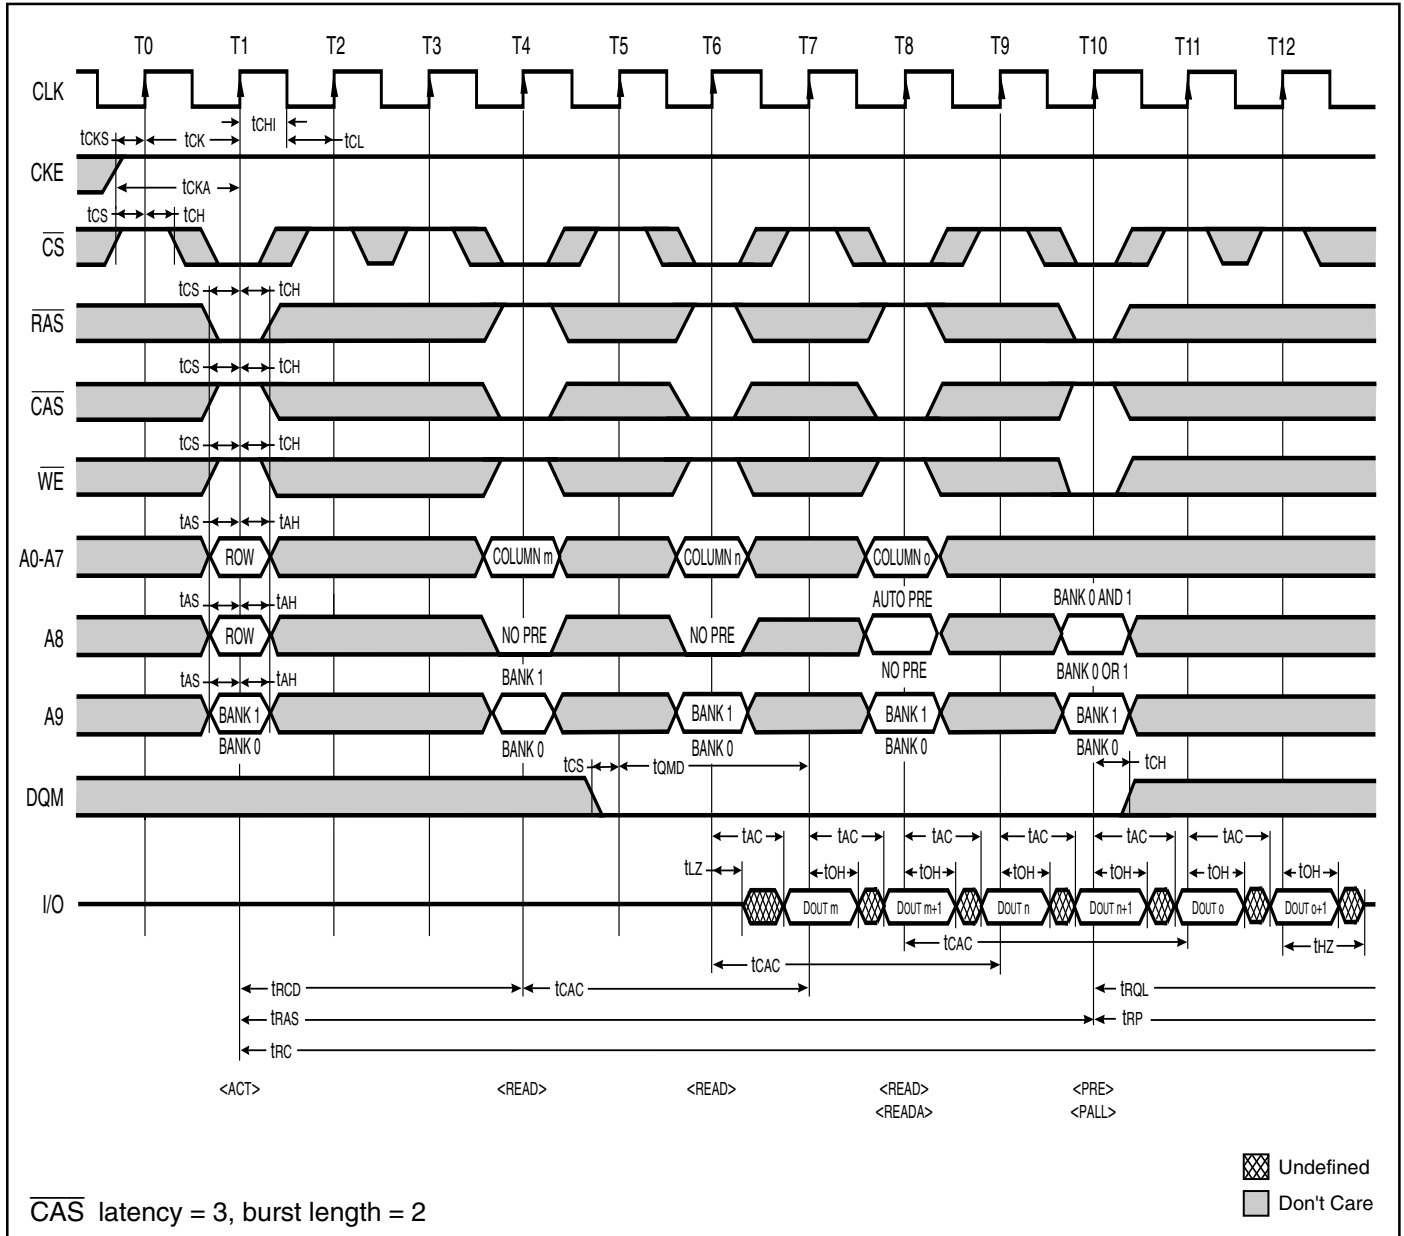 T0 T1 T2 T3 T4 T5 T6 T7 T8 T9 T10 T11 T12
CLK
tCHI
tCKS tCK tCL
CKE
tCKA
tCS tCH
CS
tCS tCH
RAS
tCS tCH
CAS
tCS tCH
WE
tAS tAH
A0-A7 ROW COLUMN m COLUMN n COLUMN o
tAS tAH AUTO PRE BANK 0 AND 1
A8 ROW NO PRE NO PRE
tAS tAH BANK 1 NO PRE BANK 0 OR 1
A9 BANK 1 BANK 1 BANK 1 BANK 1
BANK 0 BANK 0 BANK 0 BANK 0 BANK 0
tCS tQMD tCH
DQM
tAC tAC tAC tAC tAC tAC
tLZ tOH tOH tOH tOH tOH tOH
I/O DOUT m DOUT m+1 DOUT n DOUT n+1 DOUT o DOUT o+1
tCAC tHZ
tCAC
tRCD tCAC tRQL
tRAS tRP
tRC
<ACT> <READ> <READ> <READ> <PRE>
<READA> <PALL>
Undefined
Don't Care
CAS latency = 3, burst length = 2